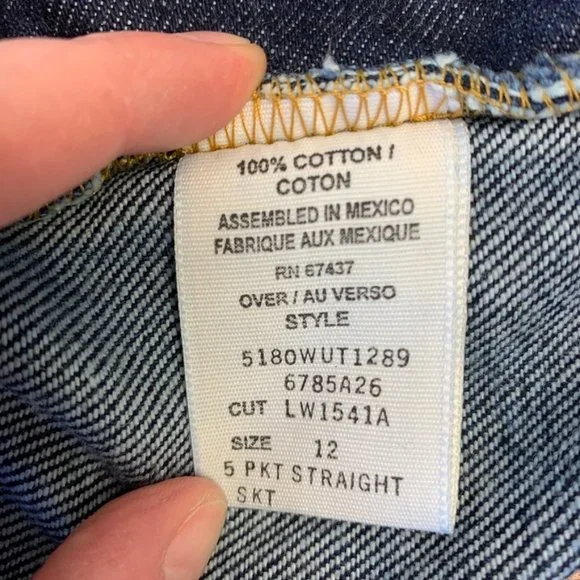 100% COTTON /
COTON
ASSEMBLED IN MEXICO
FABRIQUE AUX MEXIQUE
RN 67437
OVER / AU VERSO
STYLE
5180WUT1289
6785A26
CUT LW1541A
SIZE 12
5 PKT STRAIGHT
SKT